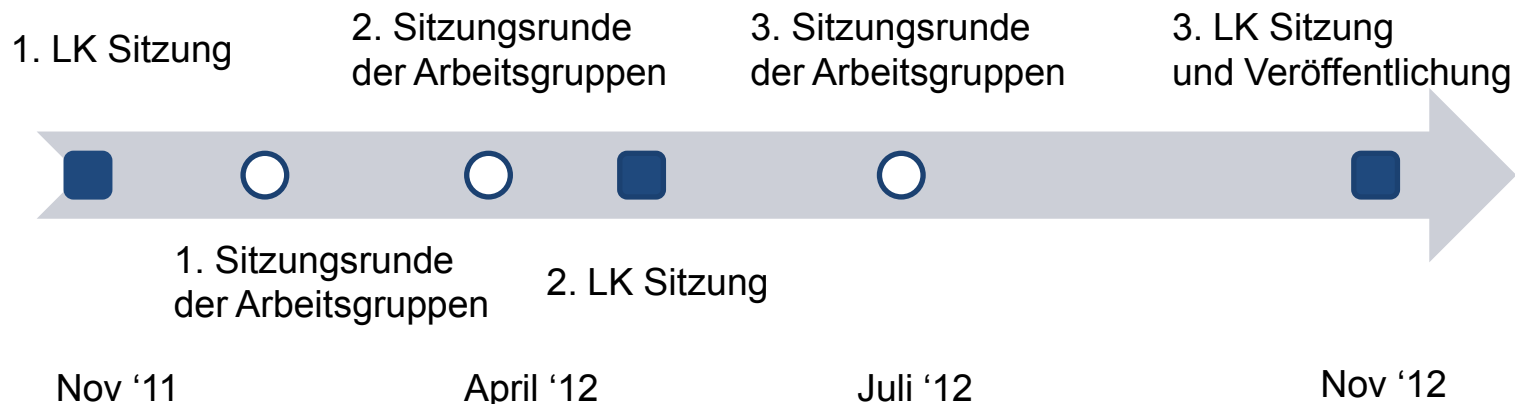 1. LK Sitzung
2. Sitzungsrunde
der Arbeitsgruppen
3. Sitzungsrunde
der Arbeitsgruppen
3. LK Sitzung
und Veröffentlichung
1. Sitzungsrunde
der Arbeitsgruppen
2. LK Sitzung
Nov ‘11
April ‘12
Juli ‘12
Nov ‘12